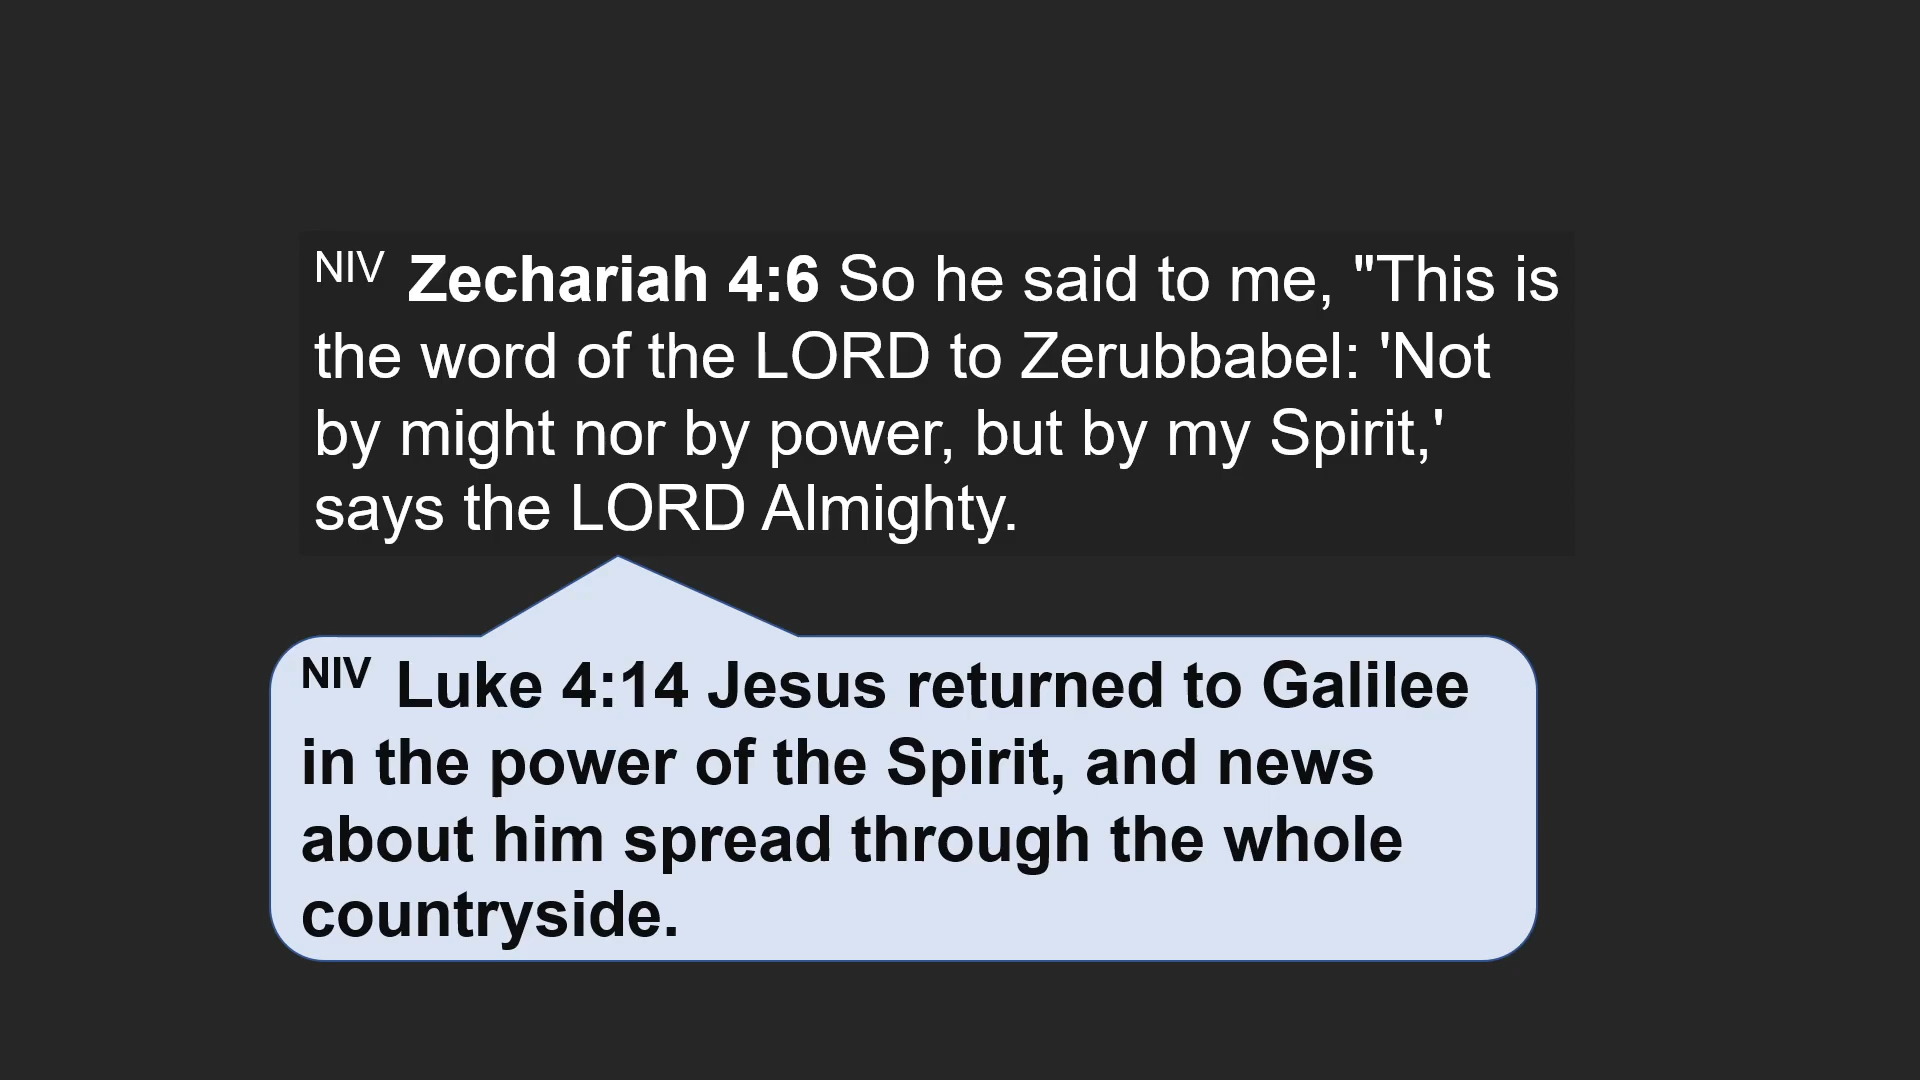 NIV Zechariah 4:6 So he said to me, "This is
the word of the LORD to Zerubbabel: 'Not
by might nor by power, but by my Spirit,'
says the LORD Almighty.
NIV Luke 4:14 Jesus returned to Galilee
in the power of the Spirit, and news
about him spread through the whole
countryside.